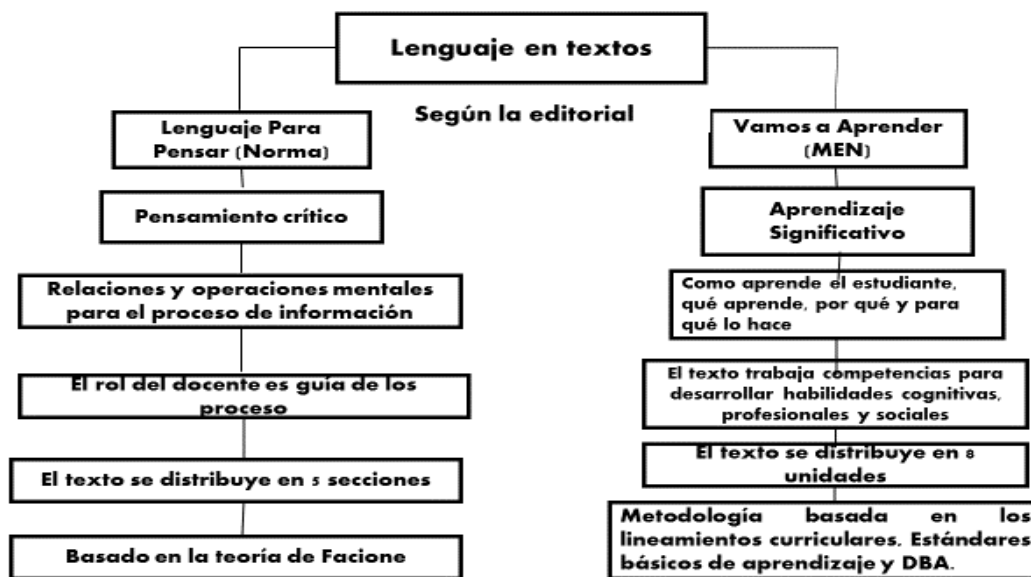 Lenguaje en textos
Según la editorial
Lenguaje Para
Pensar (Norma)
Pensamiento crítico
Relaciones y operaciones mentales
para el proceso de información
El rol del docente es guía de los
proceso
El texto se distribuye en 5 secciones
Basado en la teoría de Facione
Vamos a Aprender
(MEN)
Aprendizaje
Significativo
Como aprende el estudiante,
qué aprende, por qué y para
qué lo hace
El texto trabaja competencias para
desarrollar habilidades cognitivas,
profesionales y sociales
El texto se distribuye en 8
unidades
Metodología basada en los
lineamientos curriculares. Estándares
básicos de aprendizaje y DBA.